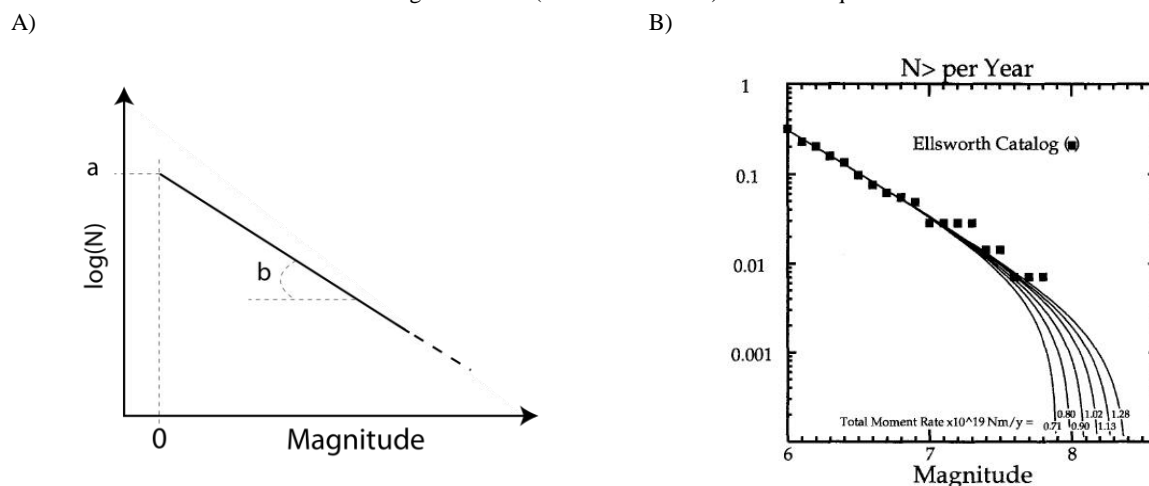 A)
B)
a
log(N)
b
0
Magnitude
N> per Year
1
Ellsworth Catalog (■)
0.1
0.01
0.001
0.80 1.02 1.28
Total Moment Rate x10^19 Nm/y = 0.71 0.90 1.13
6 7 8
Magnitude